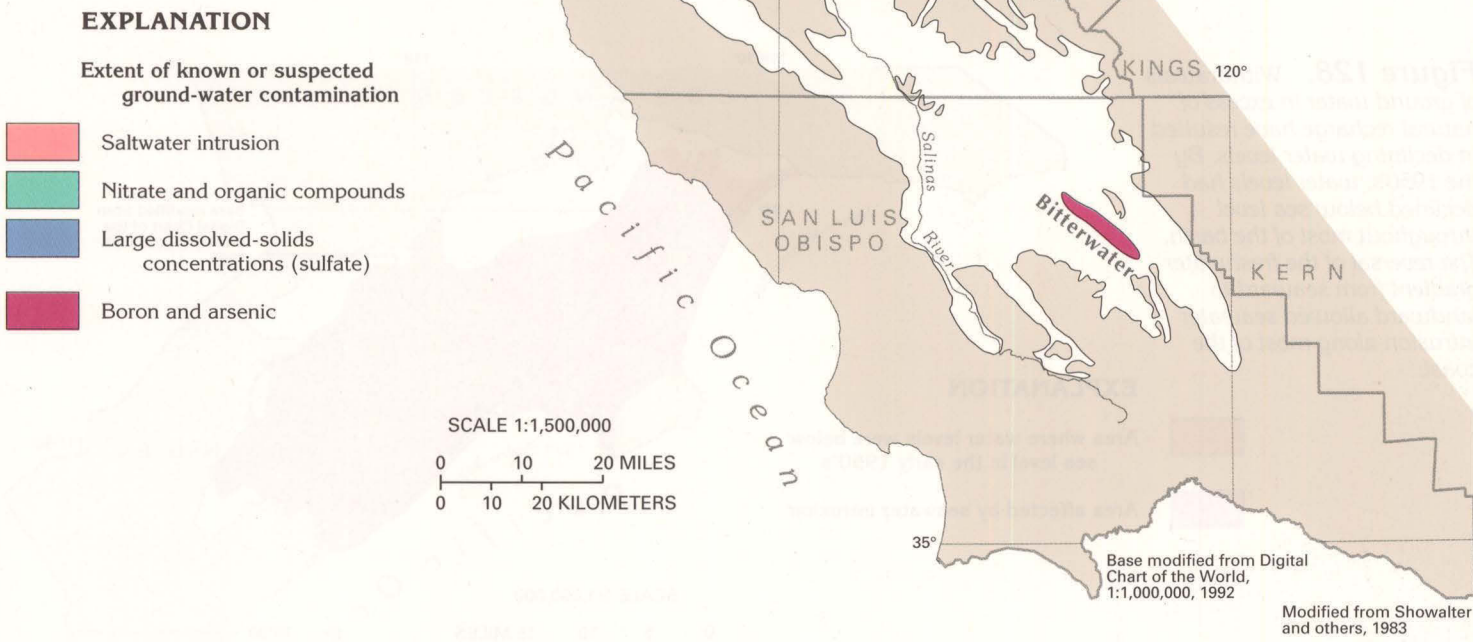 EXPLANATION
Extent of known or suspected
ground-water contamination
Saltwater intrusion
Nitrate and organic compounds
Large dissolved-solids
concentrations (sulfate)
Boron and arsenic
Pacific Ocean
SCALE 1:1,500,000
0 10 20 MILES
0 10 20 KILOMETERS
KINGS 120°
Salinas
River
SAN LUIS
OBISPO
Bitterwater
KERN
35°
Base modified from Digital
Chart of the World,
1:1,000,000, 1992
Modified from Showalter
and others, 1983